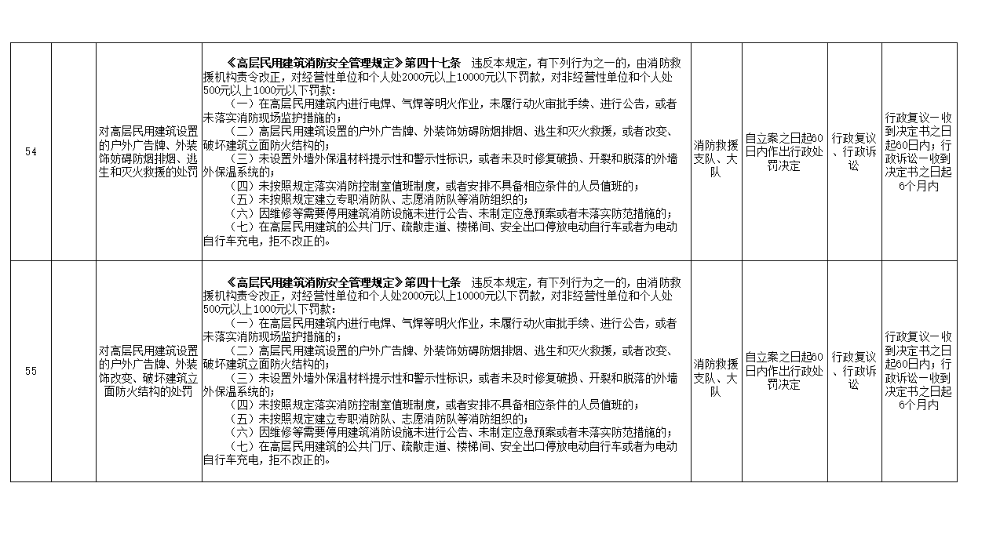 54
对高层民用建筑设置
的户外广告牌、外装
饰妨碍防烟排烟、逃
生和灭火救援的处罚
《高层民用建筑消防安全管理规定》第四十七条　违反本规定，有下列行为之一的，由消防救
援机构责令改正，对经营性单位和个人处2000元以上10000元以下罚款，对非经营性单位和个人处
500元以上1000元以下罚款：
（一）在高层民用建筑内进行电焊、气焊等明火作业，未履行动火审批手续、进行公告，或者
未落实消防现场监护措施的；
（二）高层民用建筑设置的户外广告牌、外装饰妨碍防烟排烟、逃生和灭火救援，或者改变、
破坏建筑立面防火结构的；
（三）未设置外墙外保温材料提示性和警示性标识，或者未及时修复破损、开裂和脱落的外墙
外保温系统的；
（四）未按照规定落实消防控制室值班制度，或者安排不具备相应条件的人员值班的；
（五）未按照规定建立专职消防队、志愿消防队等消防组织的；
（六）因维修等需要停用建筑消防设施未进行公告、未制定应急预案或者未落实防范措施的；
（七）在高层民用建筑的公共门厅、疏散走道、楼梯间、安全出口停放电动自行车或者为电动
自行车充电，拒不改正的。
消防救援
支队、大
队
自立案之日起60
日内作出行政处
罚决定
行政复议
、行政诉
讼
行政复议一收
到决定书之日
起60日内；行
政诉讼一收到
决定书之日起
6个月内
55
对高层民用建筑设置
的户外广告牌、外装
饰改变、破坏建筑立
面防火结构的处罚
《高层民用建筑消防安全管理规定》第四十七条　违反本规定，有下列行为之一的，由消防救
援机构责令改正，对经营性单位和个人处2000元以上10000元以下罚款，对非经营性单位和个人处
500元以上1000元以下罚款：
（一）在高层民用建筑内进行电焊、气焊等明火作业，未履行动火审批手续、进行公告，或者
未落实消防现场监护措施的；
（二）高层民用建筑设置的户外广告牌、外装饰妨碍防烟排烟、逃生和灭火救援，或者改变、
破坏建筑立面防火结构的；
（三）未设置外墙外保温材料提示性和警示性标识，或者未及时修复破损、开裂和脱落的外墙
外保温系统的；
（四）未按照规定落实消防控制室值班制度，或者安排不具备相应条件的人员值班的；
（五）未按照规定建立专职消防队、志愿消防队等消防组织的；
（六）因维修等需要停用建筑消防设施未进行公告、未制定应急预案或者未落实防范措施的；
（七）在高层民用建筑的公共门厅、疏散走道、楼梯间、安全出口停放电动自行车或者为电动
自行车充电，拒不改正的。
消防救援
支队、大
队
自立案之日起60
日内作出行政处
罚决定
行政复议
、行政诉
讼
行政复议一收
到决定书之日
起60日内；行
政诉讼一收到
决定书之日起
6个月内